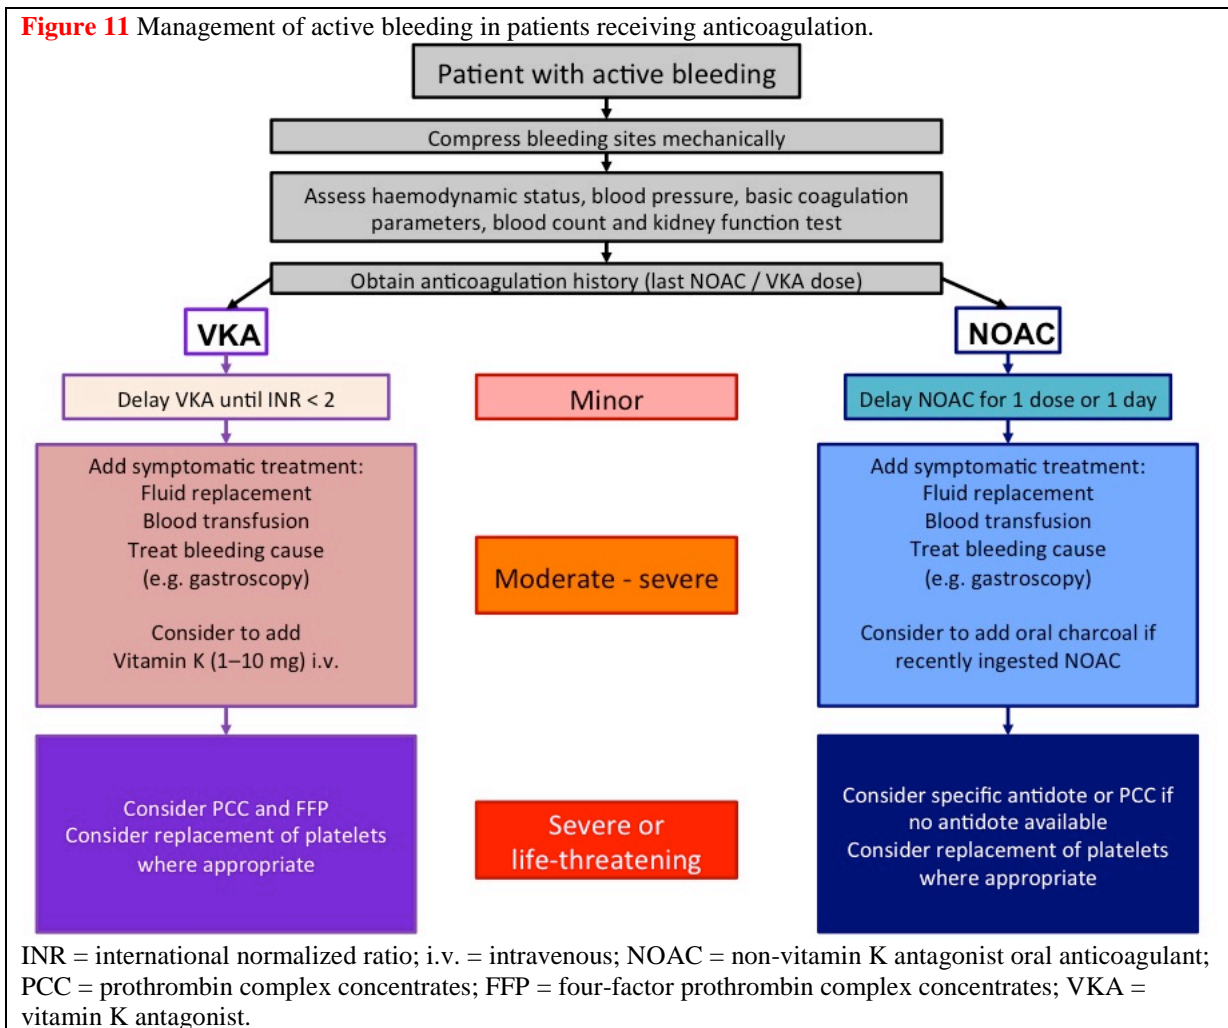 Figure 11 Management of active bleeding in patients receiving anticoagulation.
Patient with active bleeding
Compress bleeding sites mechanically
Assess haemodynamic status, blood pressure, basic coagulation
parameters, blood count and kidney function test
Obtain anticoagulation history (last NOAC / VKA dose)
VKA
NOAC
Delay VKA until INR < 2
Minor
Delay NOAC for 1 dose or 1 day
Add symptomatic treatment:
Fluid replacement
Blood transfusion
Treat bleeding cause
(e.g. gastroscopy)
Consider to add
Vitamin K (1–10 mg) i.v.
Moderate - severe
Add symptomatic treatment:
Fluid replacement
Blood transfusion
Treat bleeding cause
(e.g. gastroscopy)
Consider to add oral charcoal if
recently ingested NOAC
Consider PCC and FFP
Consider replacement of platelets
where appropriate
Severe or
life-threatening
Consider specific antidote or PCC if
no antidote available
Consider replacement of platelets
where appropriate
INR = international normalized ratio; i.v. = intravenous; NOAC = non-vitamin K antagonist oral anticoagulant;
PCC = prothrombin complex concentrates; FFP = four-factor prothrombin complex concentrates; VKA =
vitamin K antagonist.